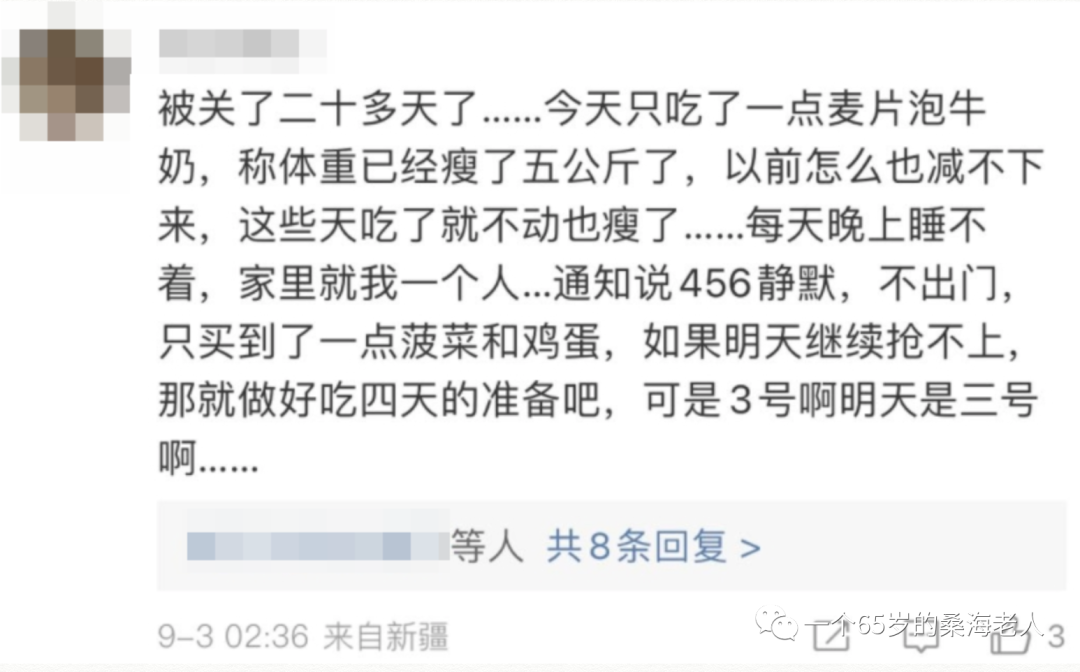 被关了二十多天了……今天只吃了一点麦片泡牛
奶，称体重已经瘦了五公斤了，以前怎么也减不下
来，这些天吃了就不动也瘦了……每天晚上睡不
着，家里就我一个人…通知说456静默，不出门，
只买到了一点菠菜和鸡蛋，如果明天继续抢不上，
那就做好吃四天的准备吧，可是3号啊明天是三号
啊……
等人 共8条回复 >
9-3 02:36 来自新疆
一个65岁的桑海老人
3